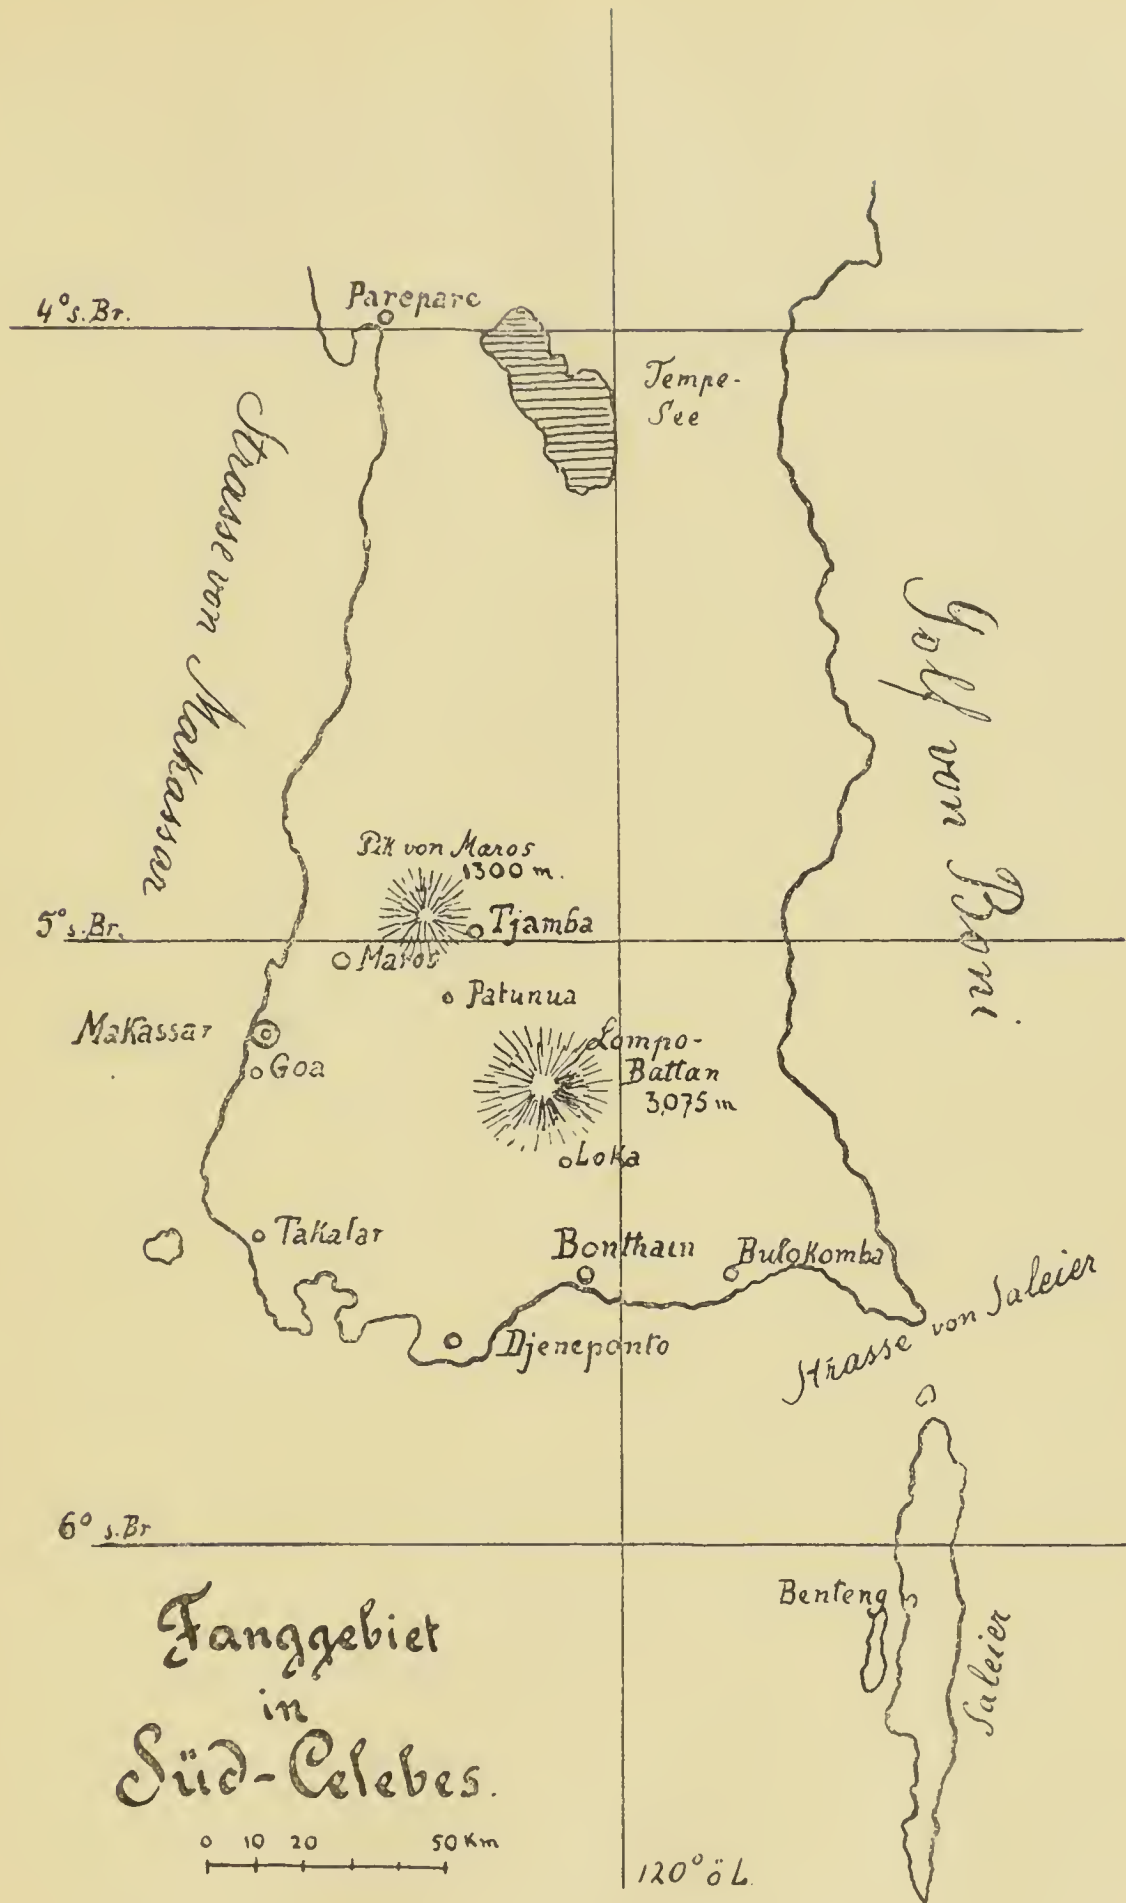 Parepare
4° s. Br.
Tempe-
See
Strasse von Makassar
Golf von Boni
Pik von Maros
1300 m.
Tjamba
5° s. Br.
Maros
Patunua
Makassar
Lompo-
Battan
3,075 m
Goa
Loka
Takalar
Bonthain
Bulokomba
Strasse von Saleier
Djeneponto
6° s. Br
Benteng
Saleier
Fanggebiet
in
Süd-Celebes.
0 10 20 50 Km
120° ö L.